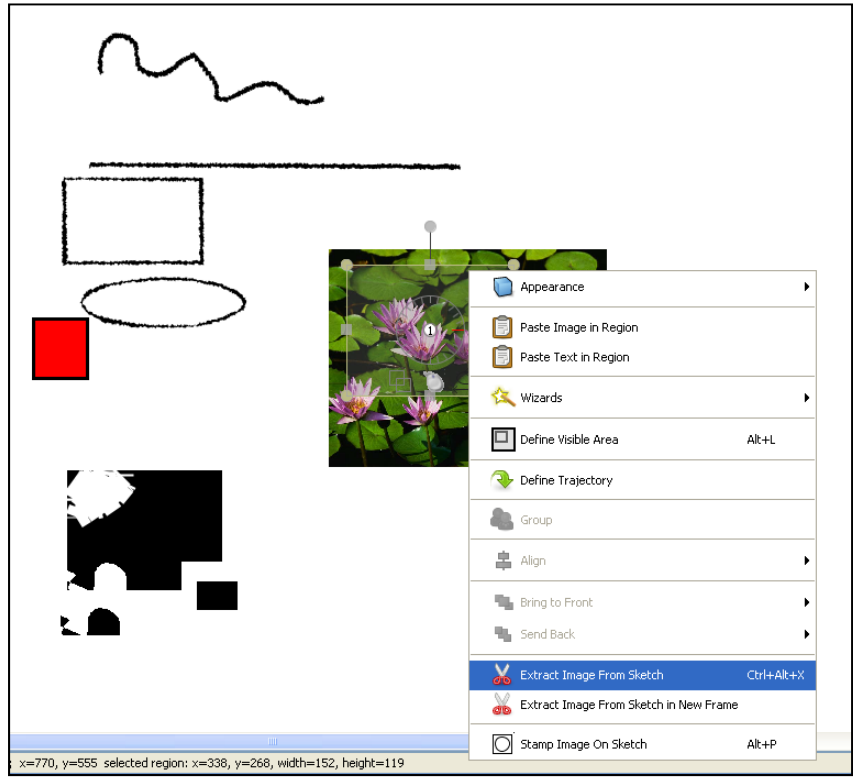 1
Appearance
Paste Image in Region
Paste Text in Region
Wizards
Define Visible Area Alt+L
Define Trajectory
Group
Align
Bring to Front
Send Back
Extract Image From Sketch Ctrl+Alt+X
Extract Image From Sketch in New Frame
Stamp Image On Sketch Alt+P
x=770, y=555 selected region: x=338, y=268, width=152, height=119